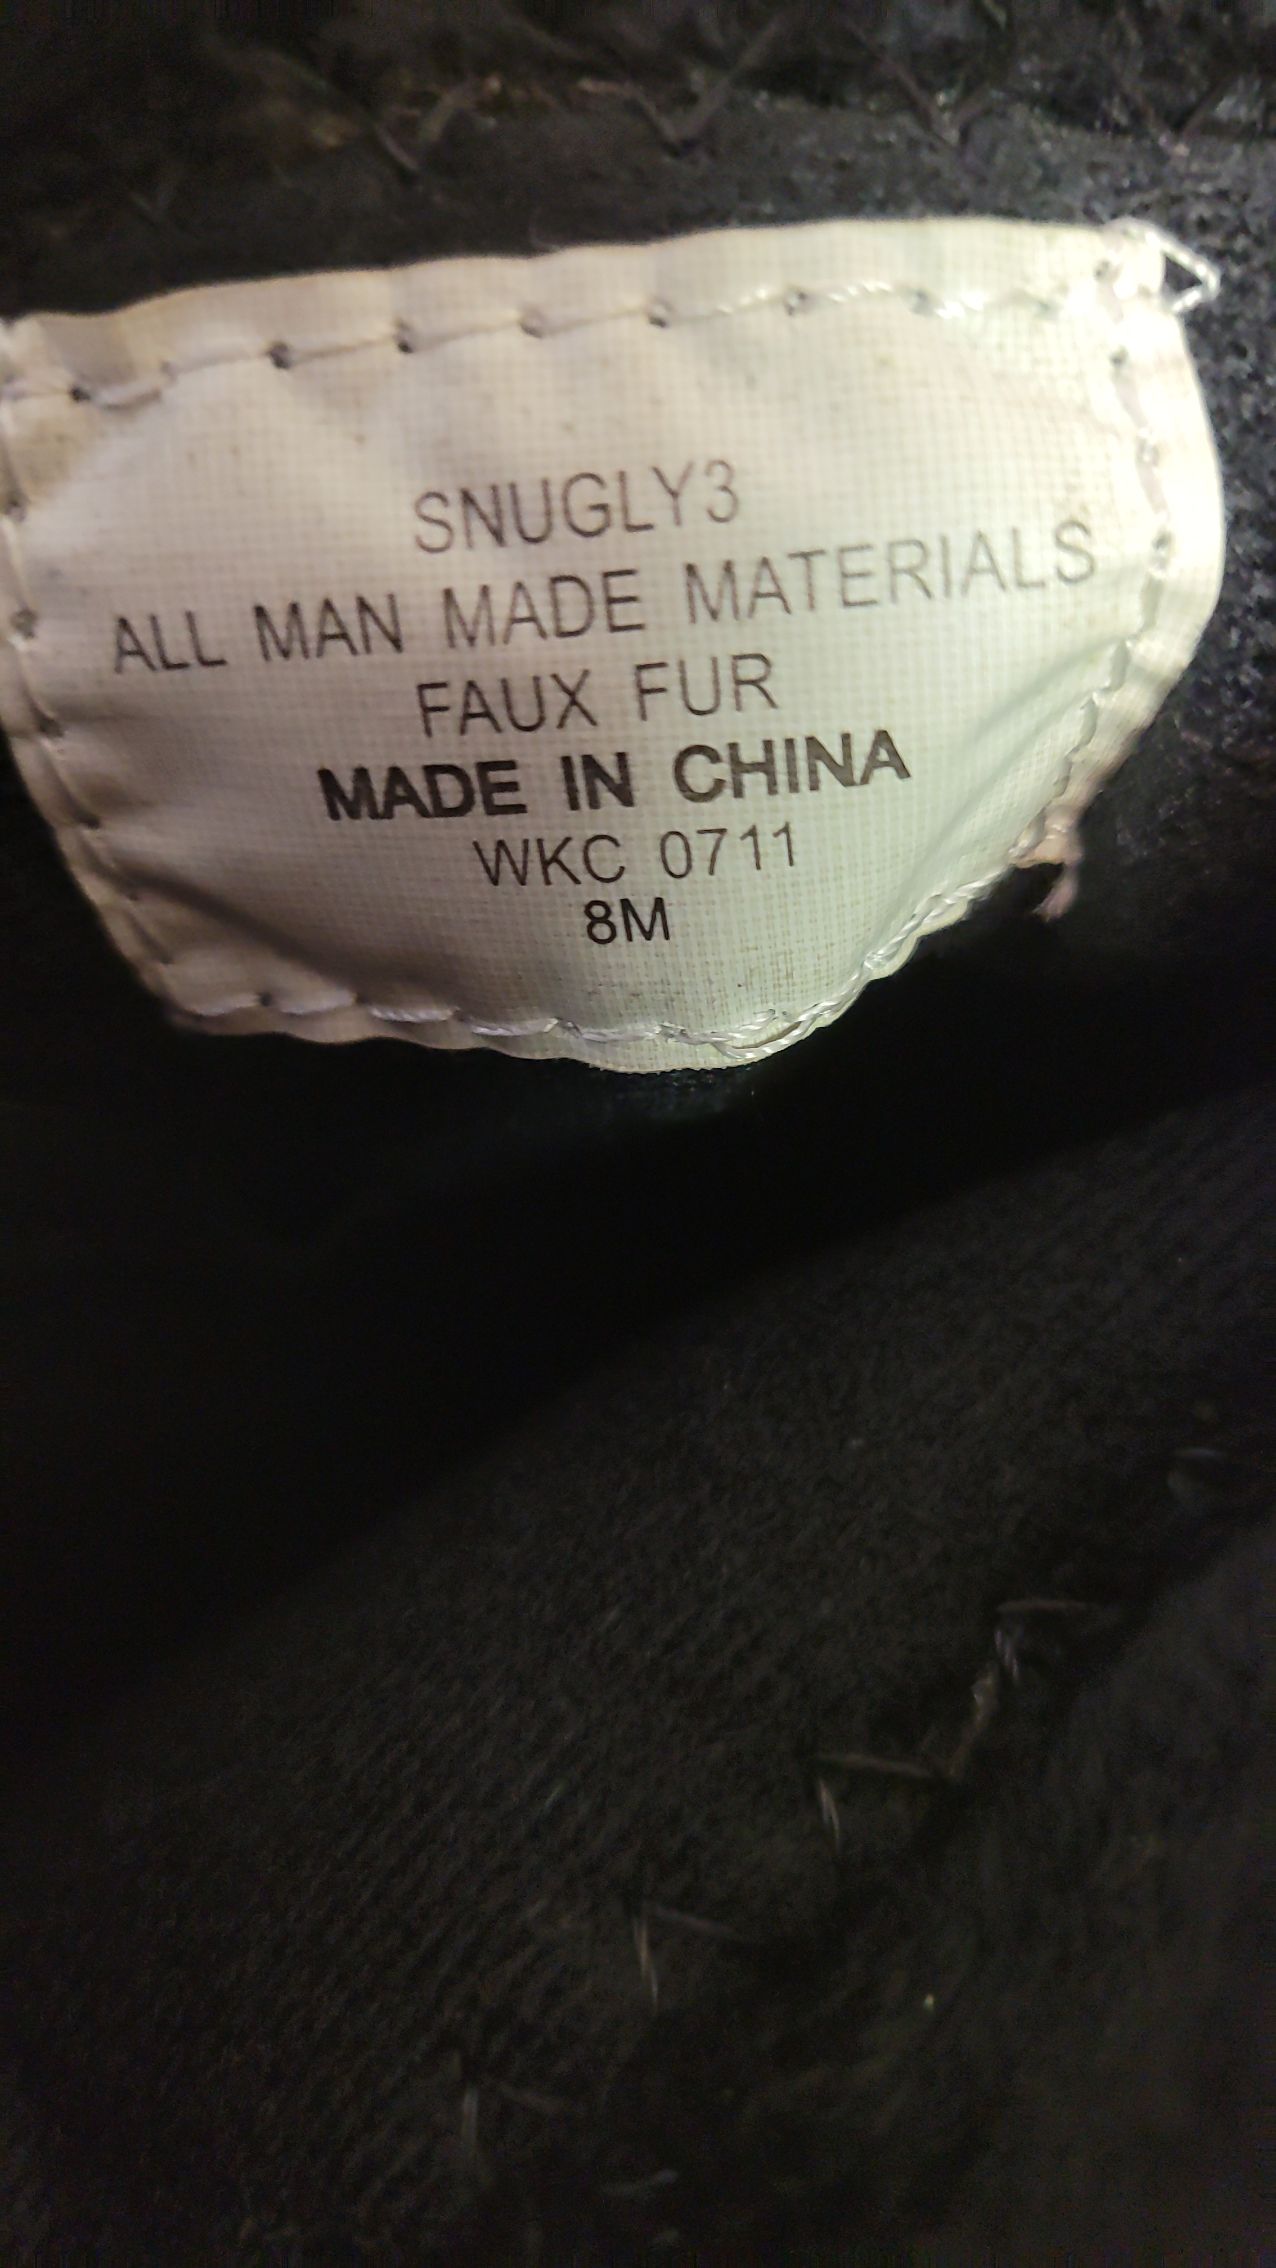 SNUGLY3
ALL MAN MADE MATERIALS
FAUX FUR
MADE IN CHINA
WKC 0711
8M